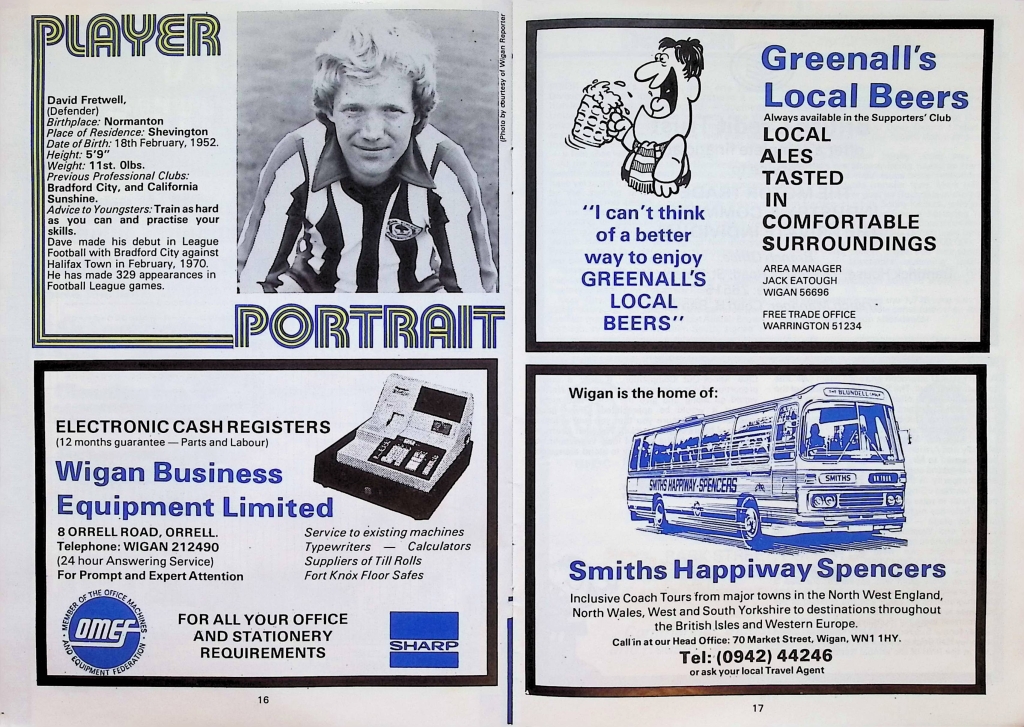 PLAYER
David Fretwell,
(Defender)
Birthplace: Normanton
Place of Residence: Shevington
Date of Birth: 18th February, 1952.
Height: 5'9"
Weight: 11st. 0lbs.
Previous Professional Clubs:
Bradford City, and California
Sunshine.
Advice to Youngsters: Train as hard
as you can and practise your
skills.
Dave made his debut in League
Football with Bradford City against
Halifax Town in February, 1970.
He has made 329 appearances in
Football League games.
(Photo by courtesy of Wigan Reporter
PORTRAIT
ELECTRONIC CASH REGISTERS
(12 months guarantee — Parts and Labour)
Wigan Business
Equipment Limited
8 ORRELL ROAD, ORRELL.
Telephone: WIGAN 212490
(24 hour Answering Service)
For Prompt and Expert Attention
Service to existing machines
Typewriters — Calculators
Suppliers of Till Rolls
Fort Knox Floor Safes
MEMBER OF THE OFFICE MACHINES
omef
AND EQUIPMENT FEDERATION
FOR ALL YOUR OFFICE
AND STATIONERY
REQUIREMENTS
SHARP
16
Greenall's
Local Beers
Always available in the Supporters' Club
LOCAL
ALES
TASTED
IN
COMFORTABLE
SURROUNDINGS
"I can't think
of a better
way to enjoy
GREENALL'S
LOCAL
BEERS"
AREA MANAGER
JACK EATOUGH
WIGAN 56696
FREE TRADE OFFICE
WARRINGTON 51234
Wigan is the home of:
THE BLUNDELL
SMITHS HAPPIWAY-SPENCERS
SMITHS
Smiths Happiway Spencers
Inclusive Coach Tours from major towns in the North West England,
North Wales, West and South Yorkshire to destinations throughout
the British Isles and Western Europe.
Call in at our Head Office: 70 Market Street, Wigan, WN1 1HY.
Tel: (0942) 44246
or ask your local Travel Agent
17